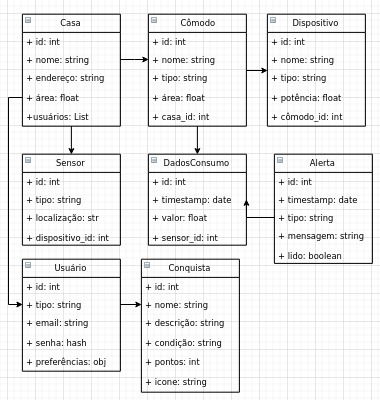 Casa
+ id: int
+ nome: string
+ endereço: string
+ área: float
+usuários: List
Cômodo
+ id: int
+ nome: string
+ tipo: string
+ área: float
+ casa_id: int
Dispositivo
+ id: int
+ nome: string
+ tipo: string
+ potência: float
+ cômodo_id: int
Sensor
+ id: int
+ tipo: string
+ localização: str
+ dispositivo_id: int
DadosConsumo
+ id: int
+ timestamp: date
+ valor: float
+ sensor_id: int
Alerta
+ id: int
+ timestamp: date
+ tipo: string
+ mensagem: string
+ lido: boolean
Usuário
+ id: int
+ tipo: string
+ email: string
+ senha: hash
+ preferências: obj
Conquista
+ id: int
+ nome: string
+ descrição: string
+ condição: string
+ pontos: int
+ icone: string